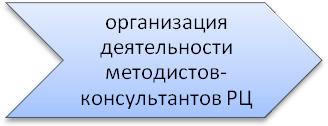 организация
деятельности
методистов-
консультантов РЦ